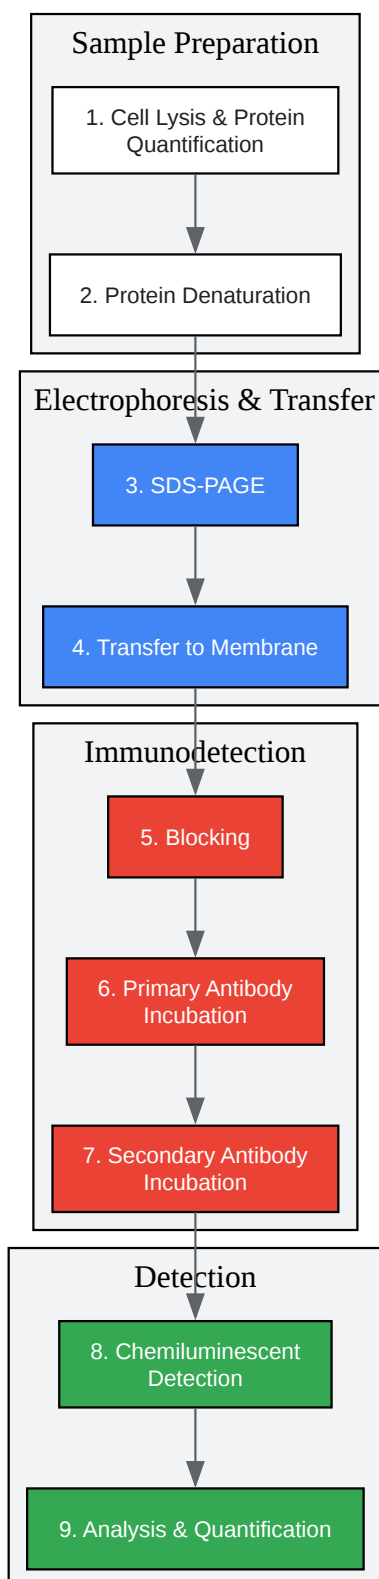 Sample Preparation
1. Cell Lysis & Protein
Quantification
2. Protein Denaturation
Electrophoresis & Transfer
3. SDS-PAGE
4. Transfer to Membrane
Immunodetection
5. Blocking
6. Primary Antibody
Incubation
7. Secondary Antibody
Incubation
Detection
8. Chemiluminescent
Detection
9. Analysis & Quantification